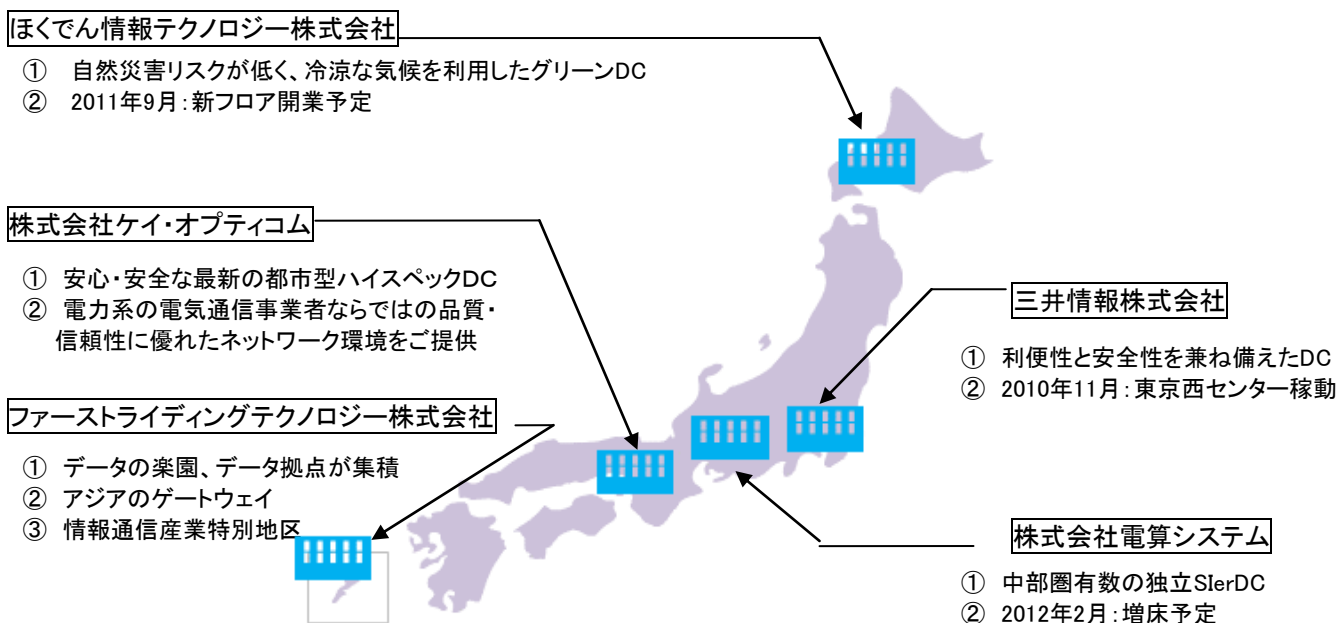 ほくでん情報テクノロジー株式会社
① 自然災害リスクが低く、冷涼な気候を利用したグリーンDC
② 2011年9月：新フロア開業予定
株式会社ケイ・オプティコム
① 安心・安全な最新の都市型ハイスペックDC
② 電力系の電気通信事業者ならではの品質・
信頼性に優れたネットワーク環境をご提供
ファーストライディングテクノロジー株式会社
① データの楽園、データ拠点が集積
② アジアのゲートウェイ
③ 情報通信産業特別地区
三井情報株式会社
① 利便性と安全性を兼ね備えたDC
② 2010年11月：東京西センター稼動
株式会社電算システム
① 中部圏有数の独立SIerDC
② 2012年2月：増床予定